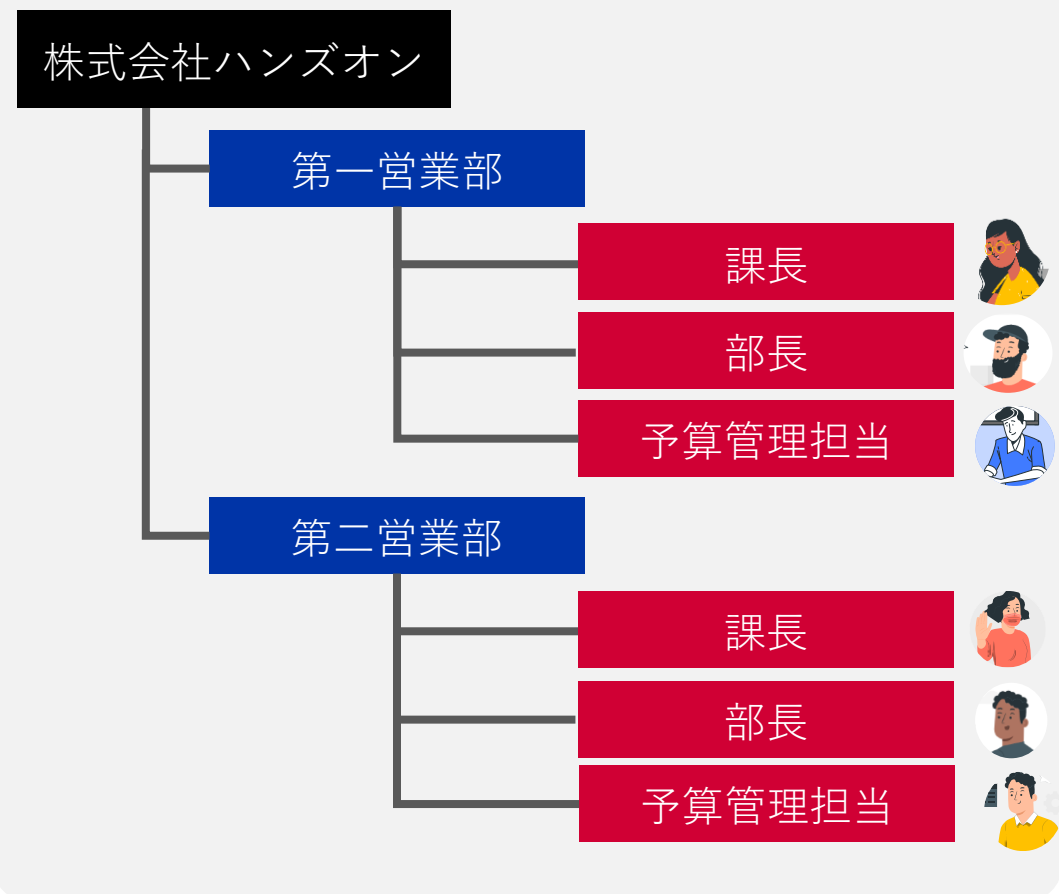 株式会社ハンズオン
第一営業部
課長
部長
予算管理担当
第二営業部
課長
部長
予算管理担当